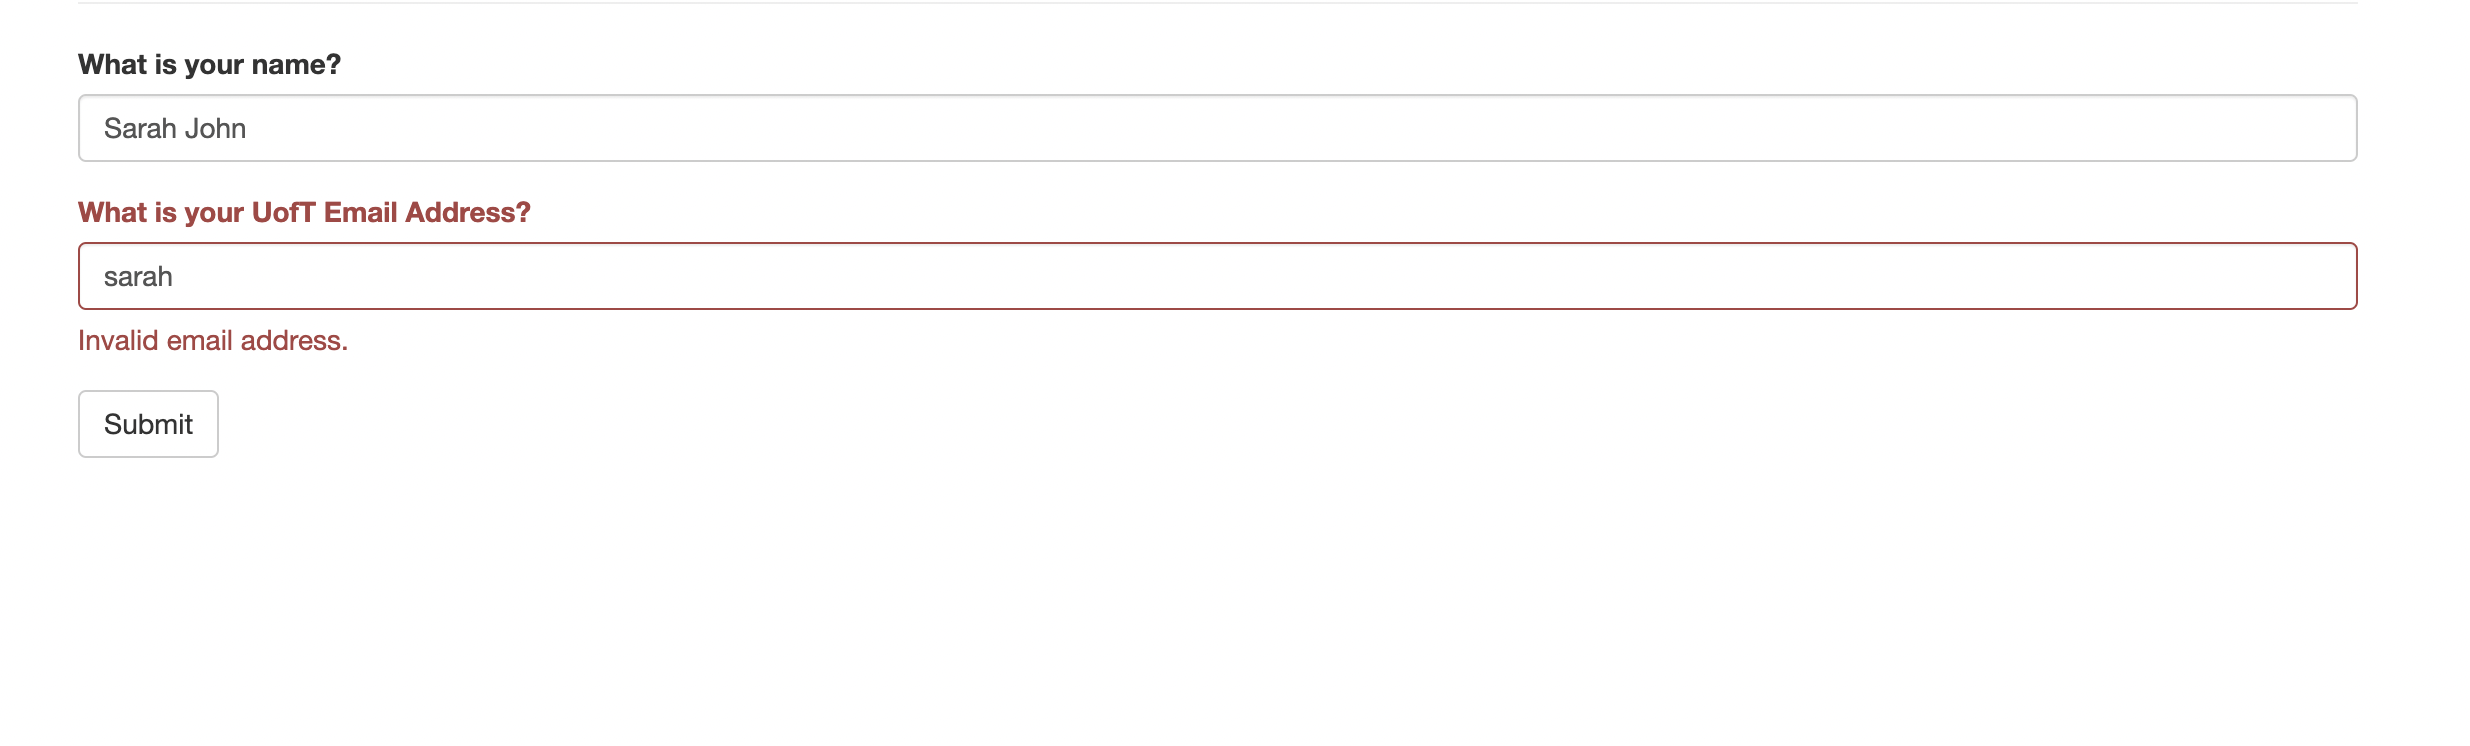 What is your name?
Sarah John
What is your UofT Email Address?
sarah
Invalid email address.
Submit